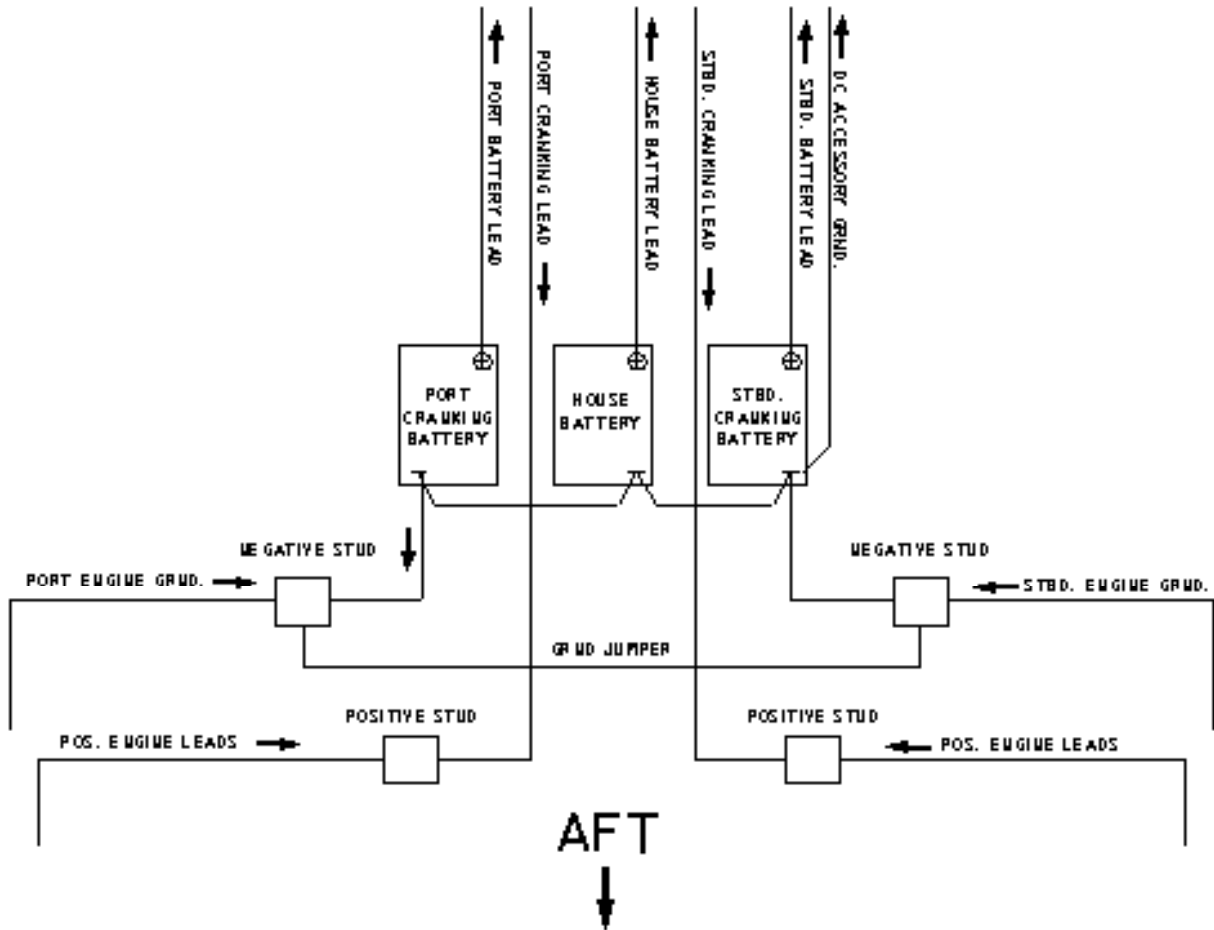 PORT BATTERY LEAD
PORT CRANKING LEAD
HOUSE BATTERY LEAD
STBD. CRANKING LEAD
STBD. BATTERY LEAD
DC ACCESSORY GRND.
PORT
CRANKING
BATTERY
HOUSE
BATTERY
STBD.
CRANKING
BATTERY
NEGATIVE STUD
NEGATIVE STUD
PORT ENGINE GRND.
STBD. ENGINE GRND.
GRND JUMPER
POSITIVE STUD
POSITIVE STUD
POS. ENGINE LEADS
POS. ENGINE LEADS
AFT